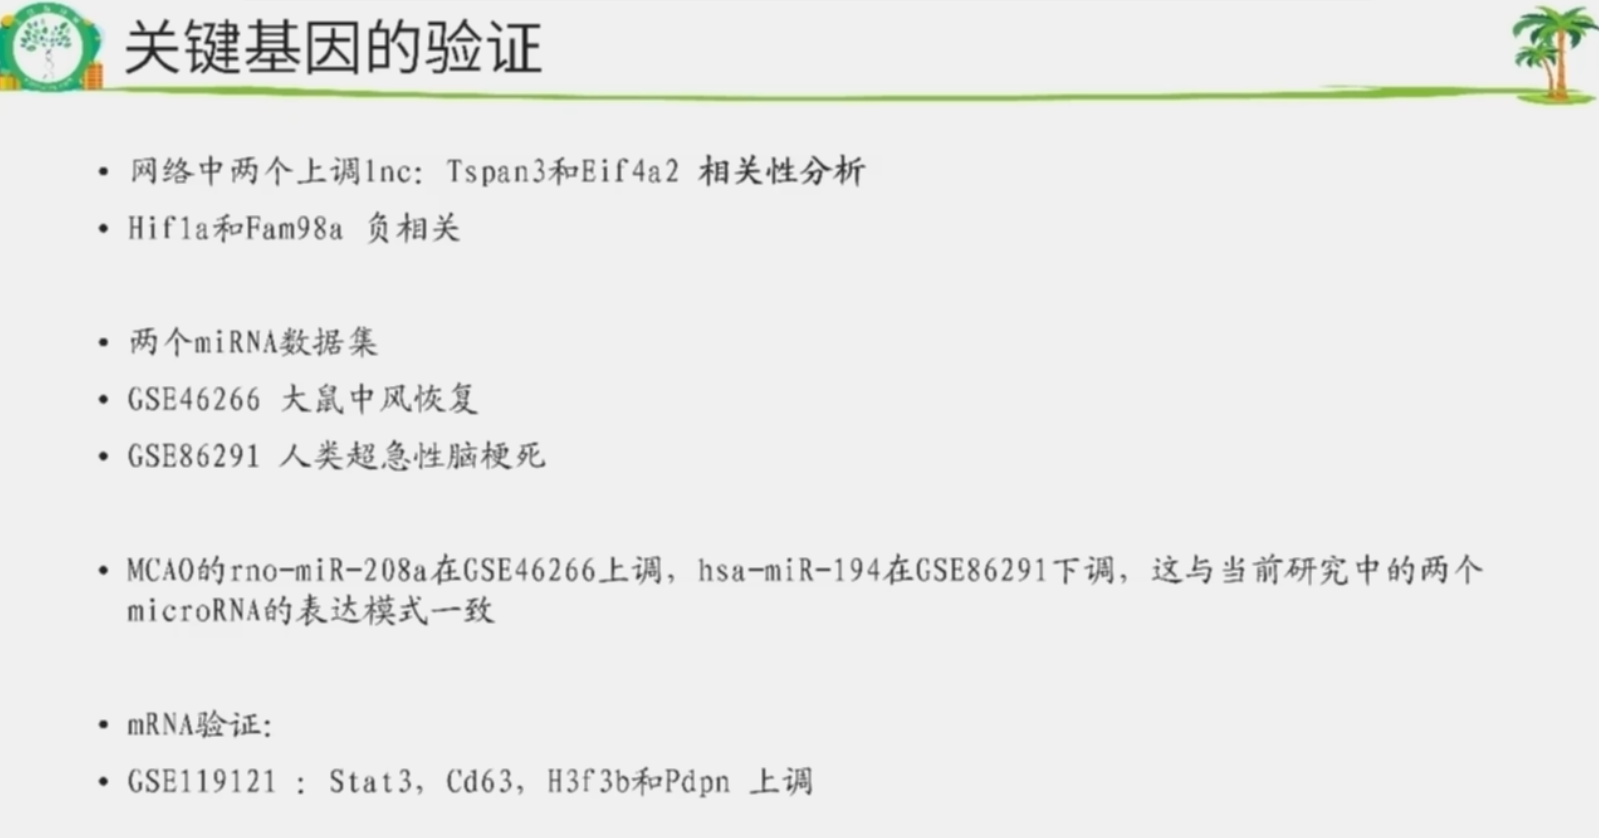 关键基因的验证
• 网络中两个上调lnc：Tspan3和Eif4a2 相关性分析
• Hif1a和Fam98a 负相关
• 两个miRNA数据集
• GSE46266 大鼠中风恢复
• GSE86291 人类超急性脑梗死
• MCAO的rno-miR-208a在GSE46266上调，hsa-miR-194在GSE86291下调，这与当前研究中的两个
microRNA的表达模式一致
• mRNA验证：
• GSE119121 ：Stat3，Cd63，H3f3b和Pdpn 上调